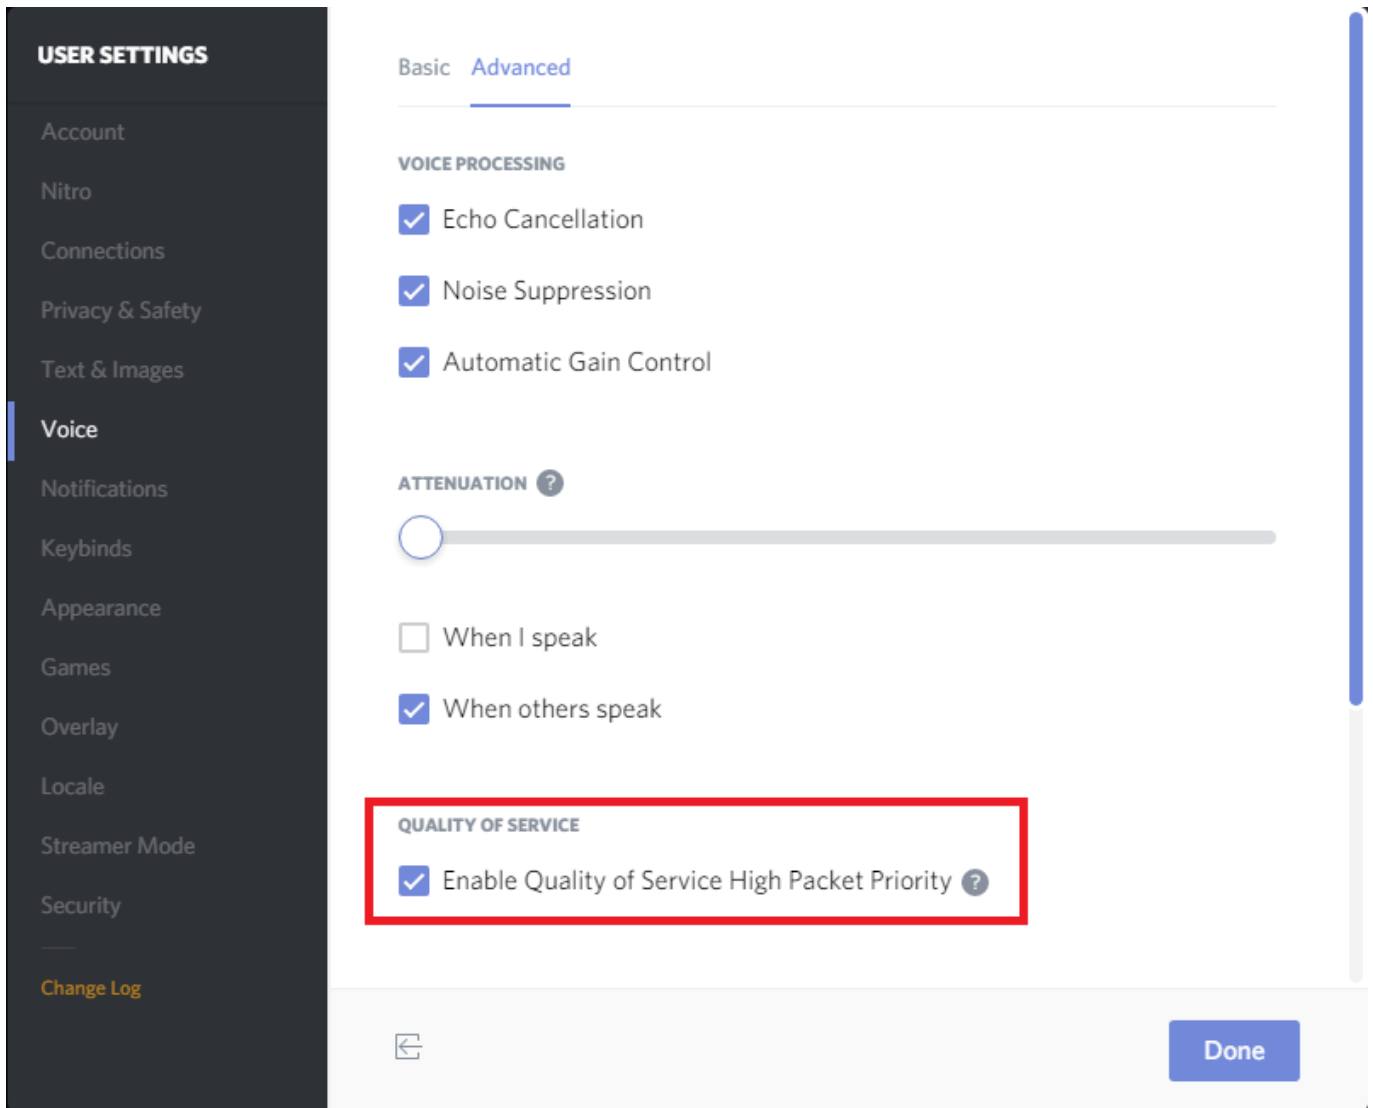 USER SETTINGS
Account
Nitro
Connections
Privacy & Safety
Text & Images
Voice
Notifications
Keybinds
Appearance
Games
Overlay
Locale
Streamer Mode
Security
Change Log
Basic Advanced
VOICE PROCESSING
Echo Cancellation
Noise Suppression
Automatic Gain Control
ATTENUATION ?
When I speak
When others speak
QUALITY OF SERVICE
Enable Quality of Service High Packet Priority ?
Done